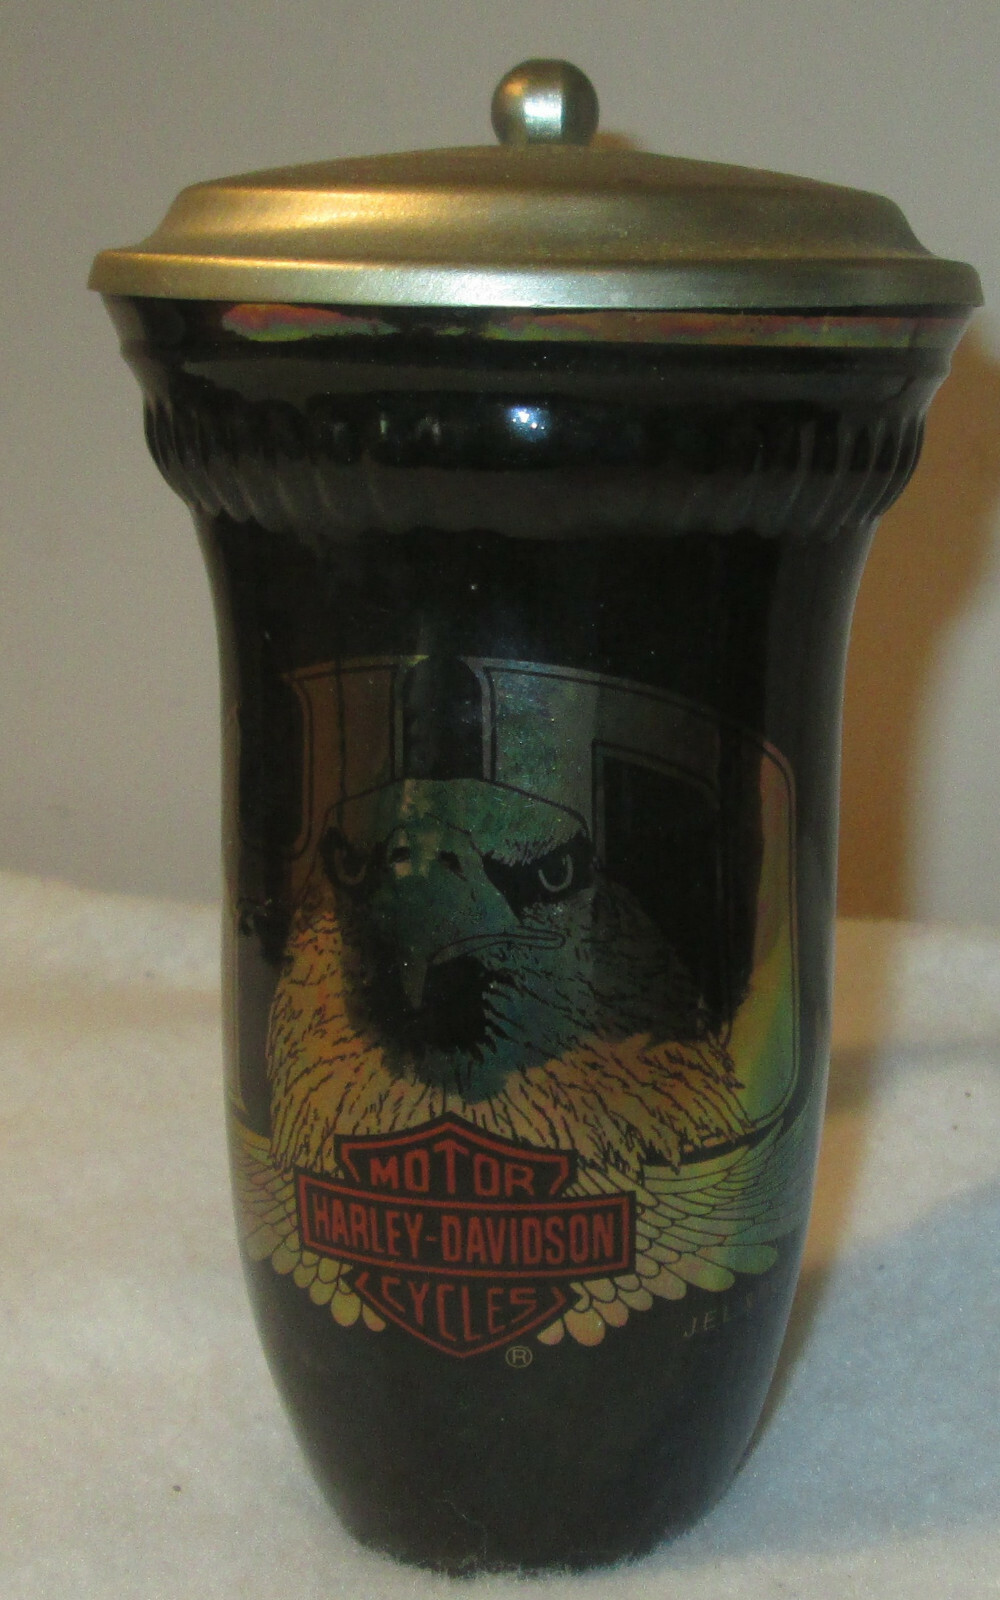 MOTOR
HARLEY-DAVIDSON
CYCLES
®